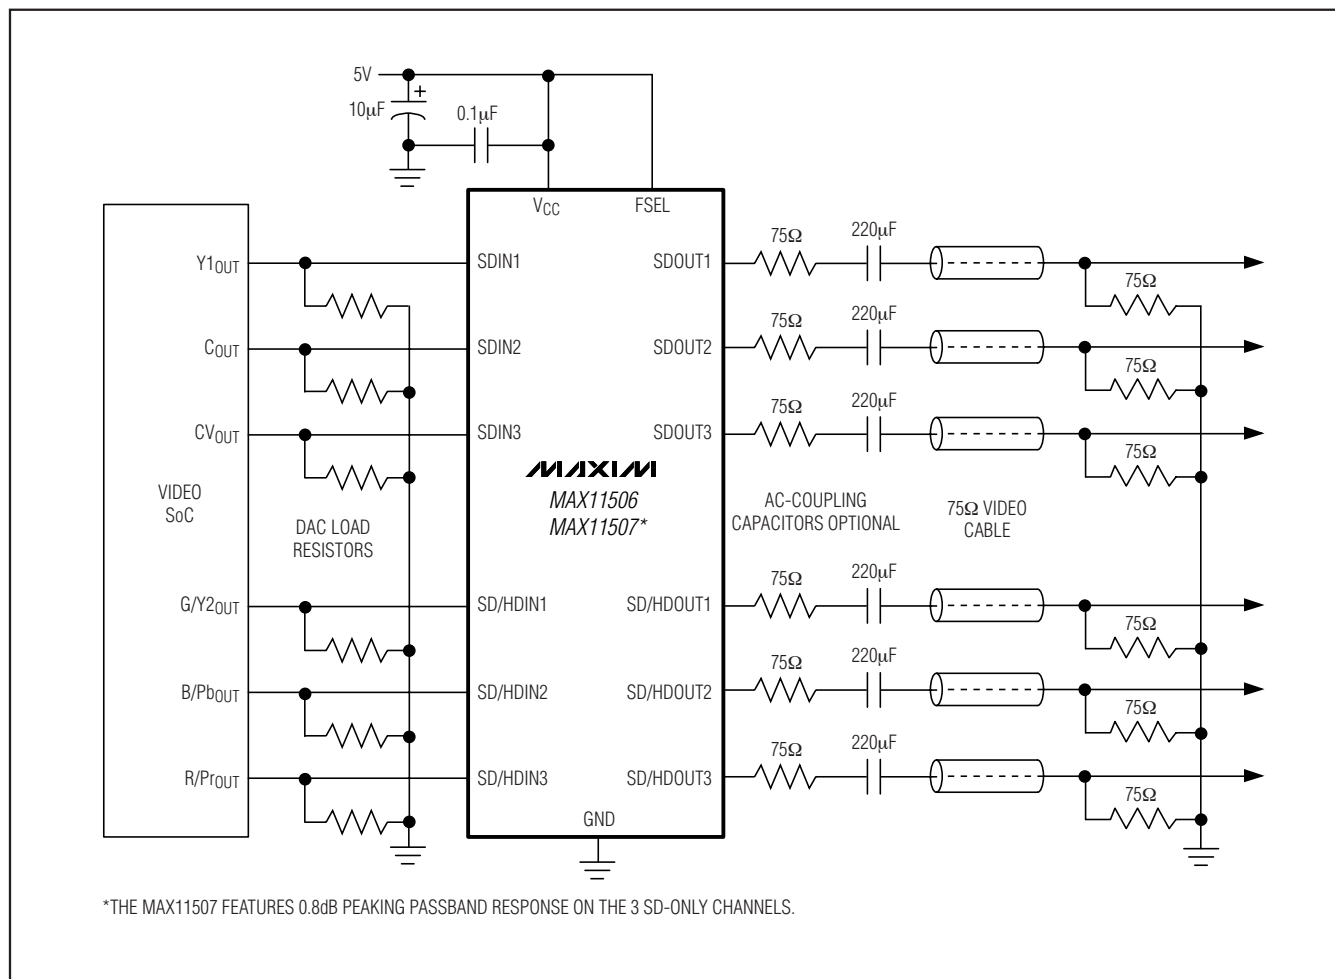 5V
+
10µF
0.1µF
VCC
FSEL
Y1OUT
SDIN1
SDOUT1
75Ω
220µF
75Ω
COUT
SDIN2
SDOUT2
75Ω
220µF
75Ω
CVOUT
SDIN3
SDOUT3
75Ω
220µF
75Ω
VIDEO
SoC
DAC LOAD
RESISTORS
MAXIM
MAX11506
MAX11507*
AC-COUPLING
CAPACITORS OPTIONAL
75Ω VIDEO
CABLE
G/Y2OUT
SD/HDIN1
SD/HDOUT1
75Ω
220µF
75Ω
B/PbOUT
SD/HDIN2
SD/HDOUT2
75Ω
220µF
75Ω
R/PrOUT
SD/HDIN3
SD/HDOUT3
75Ω
220µF
75Ω
GND
*THE MAX11507 FEATURES 0.8dB PEAKING PASSBAND RESPONSE ON THE 3 SD-ONLY CHANNELS.